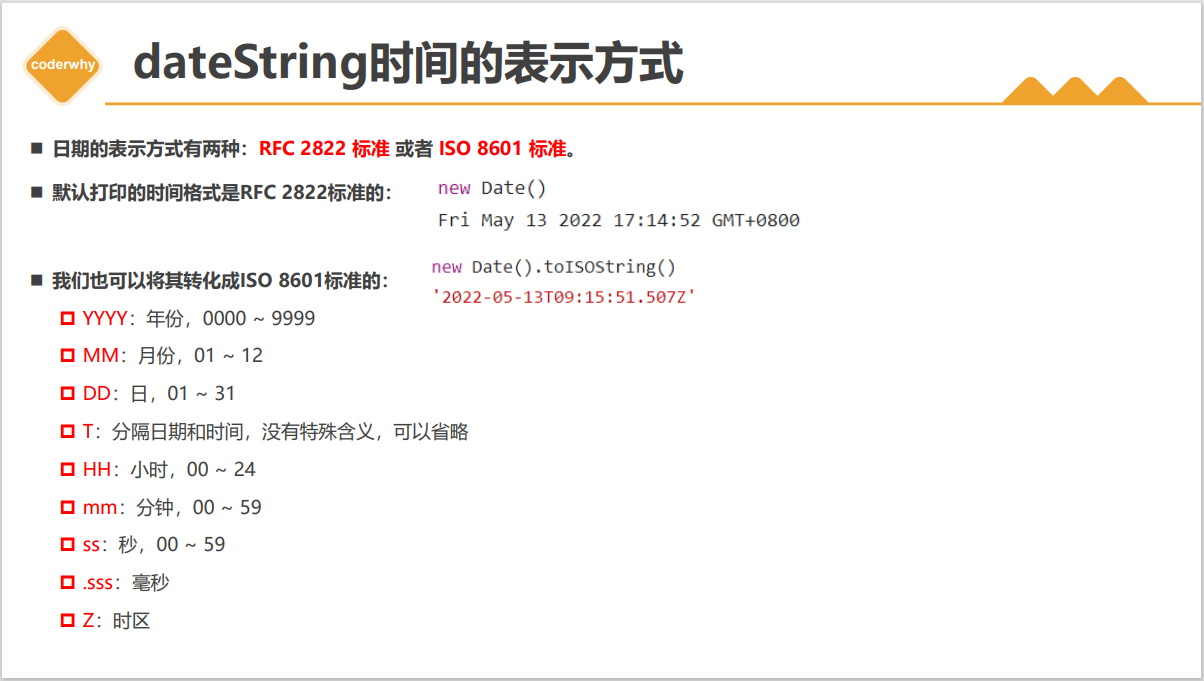 coderwhy
dateString时间的表示方式
日期的表示方式有两种：RFC 2822 标准 或者 ISO 8601 标准。
默认打印的时间格式是RFC 2822标准的：
new Date()
Fri May 13 2022 17:14:52 GMT+0800
我们也可以将其转化成ISO 8601标准的：
new Date().toISOString()
'2022-05-13T09:15:51.507Z'
YYYY：年份，0000 ~ 9999
MM：月份，01 ~ 12
DD：日，01 ~ 31
T：分隔日期和时间，没有特殊含义，可以省略
HH：小时，00 ~ 24
mm：分钟，00 ~ 59
ss：秒，00 ~ 59
.sss：毫秒
Z：时区